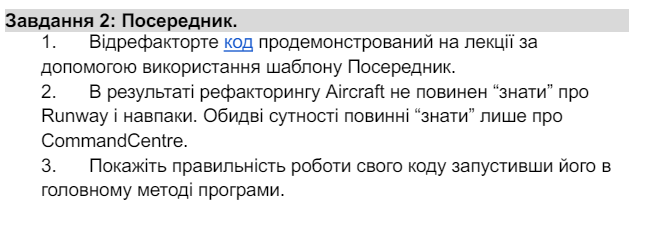 Завдання 2: Посередник.
1. Відрефакторте код продемонстрований на лекції за
допомогою використання шаблону Посередник.
2. В результаті рефакторингу Aircraft не повинен “знати” про
Runway і навпаки. Обидві сутності повинні “знати” лише про
CommandCentre.
3. Покажіть правильність роботи свого коду запустивши його в
головному методі програми.